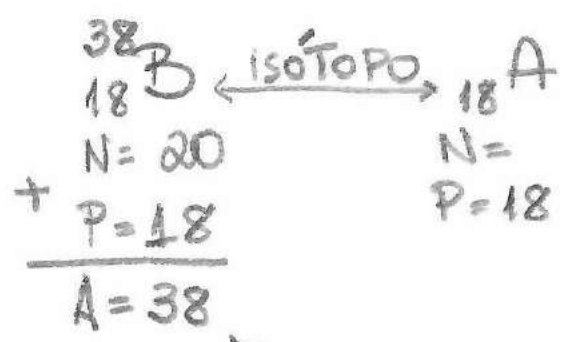 38
18 B ISÓTOPO 18 A
N= 20 N=
+ P=18 P=18
A=38